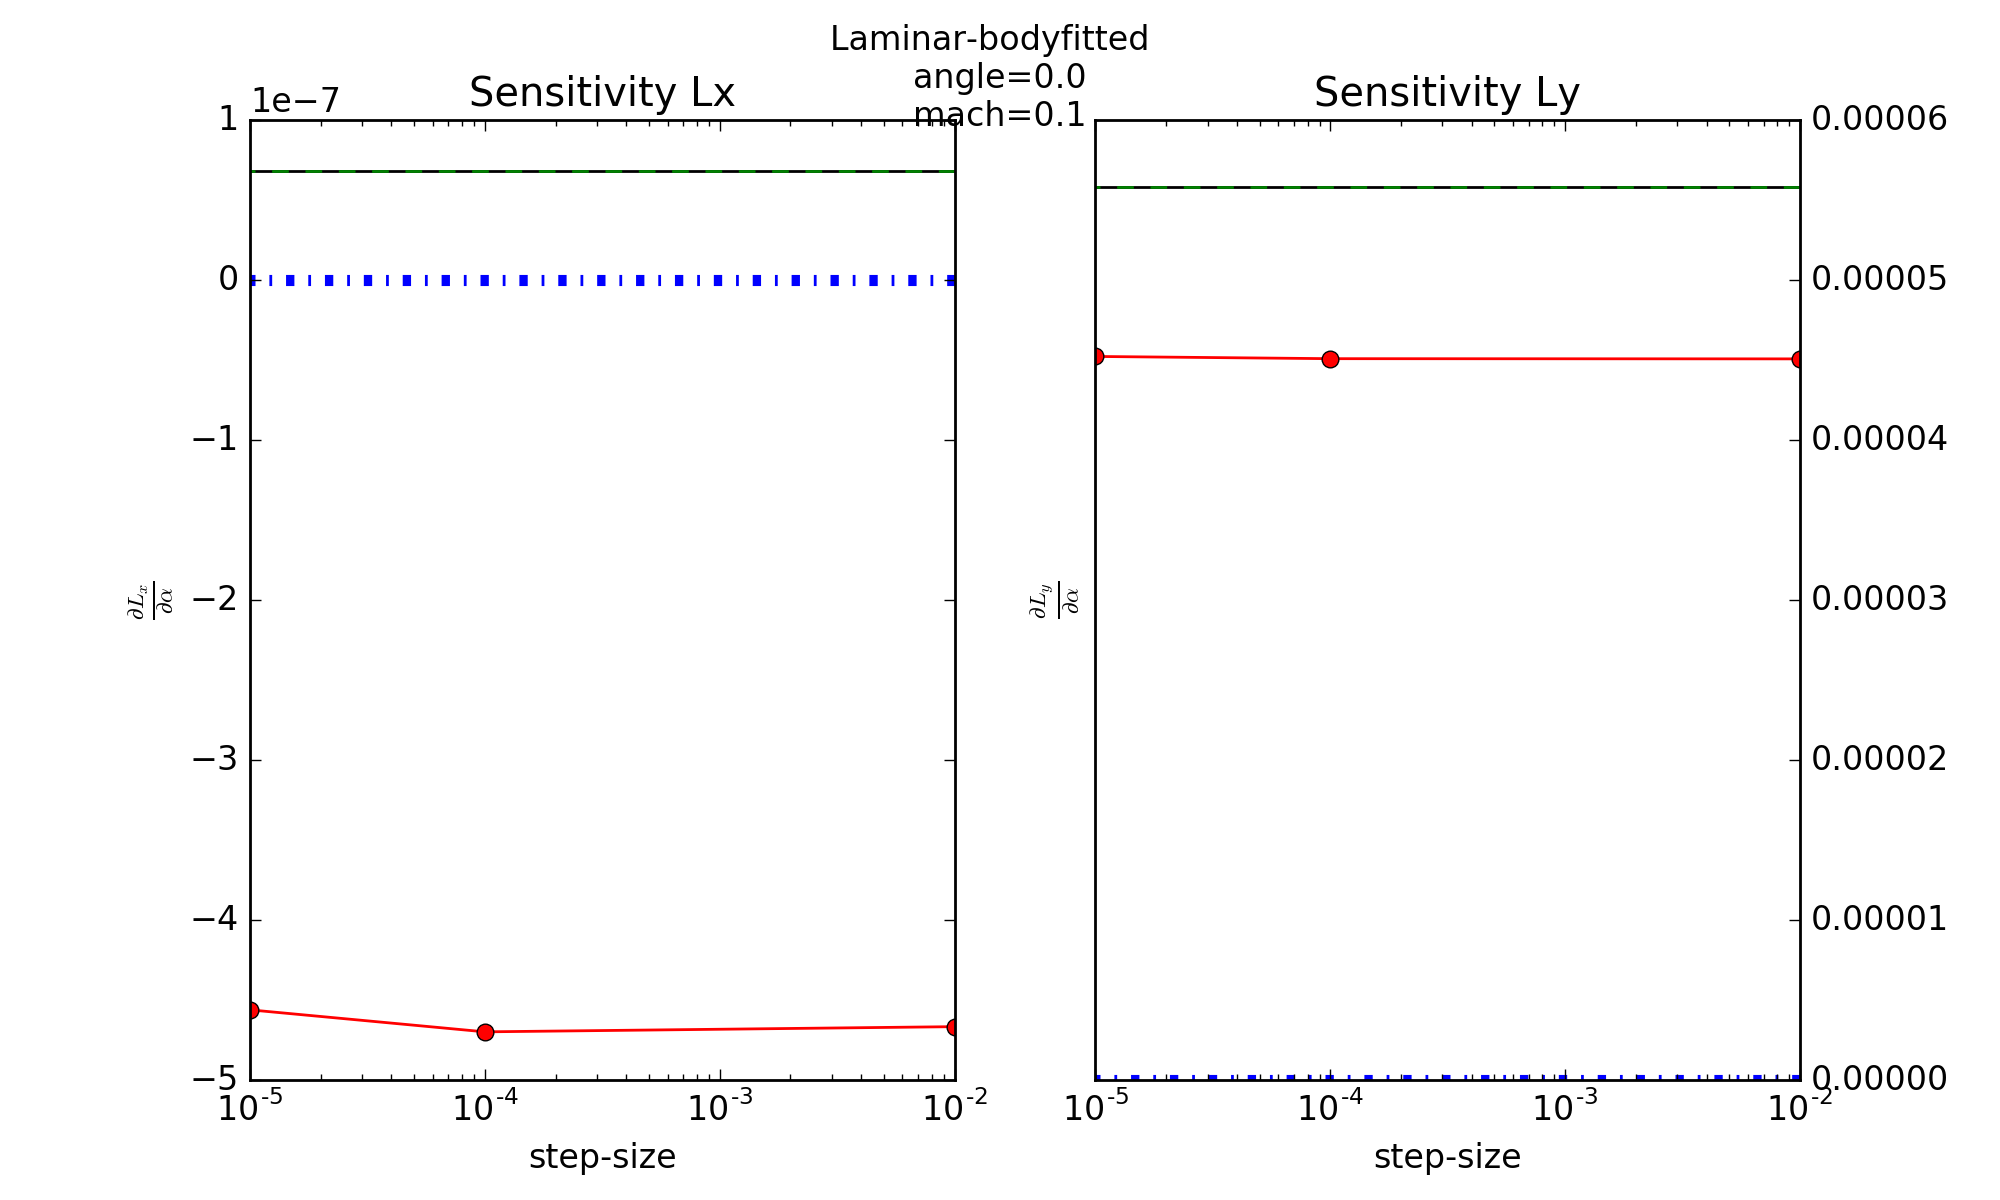 Laminar-bodyfitted
angle=0.0
mach=0.1
Sensitivity Lx
1e−7
1
0
−1
−2
−3
−4
−5
∂Lₓ/∂α
10⁻⁵ 10⁻⁴ 10⁻³ 10⁻²
step-size
Sensitivity Ly
∂L_y/∂α
0.00006
0.00005
0.00004
0.00003
0.00002
0.00001
0.00000
10⁻⁵ 10⁻⁴ 10⁻³ 10⁻²
step-size